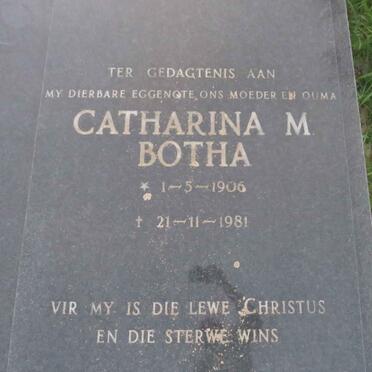 TER GEDAGTENIS AAN
MY DIERBARE EGGENOTE, ONS MOEDER EN OUMA
CATHARINA M.
BOTHA
* 1-5-1906
† 21-11-1981
VIR MY IS DIE LEWE CHRISTUS
EN DIE STERWE WINS